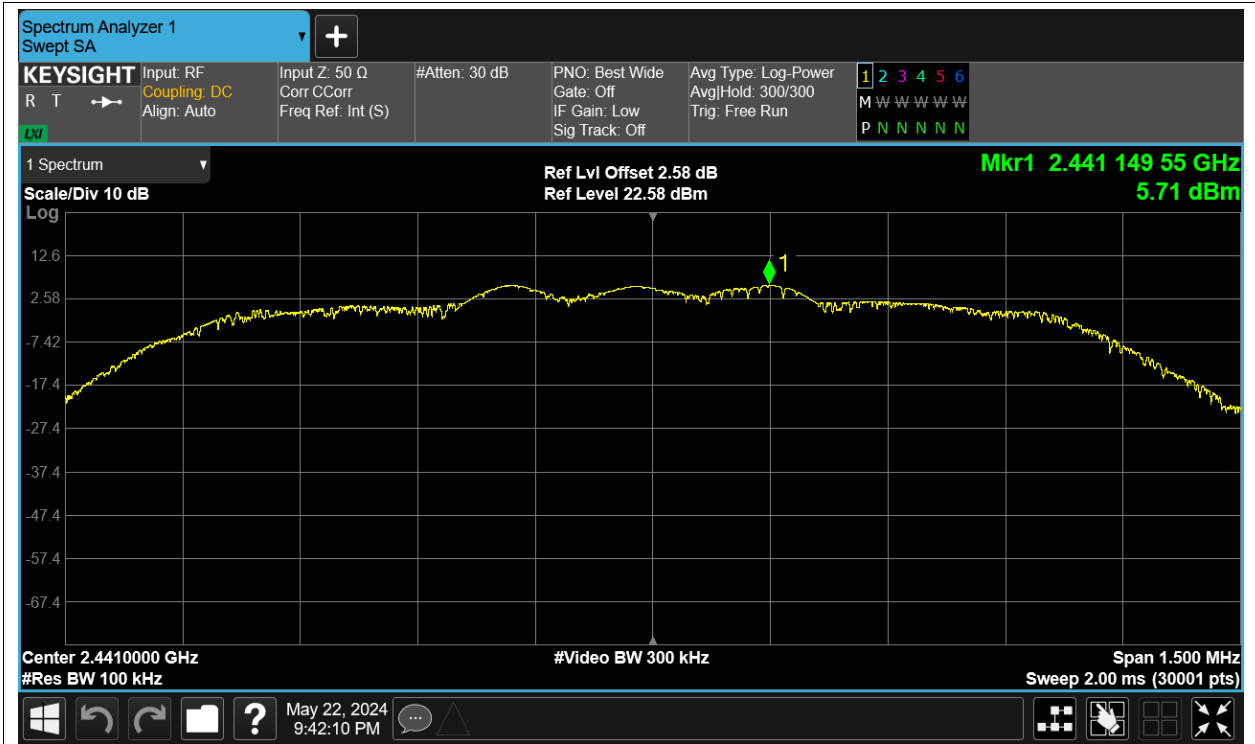 Spectrum Analyzer 1
Swept SA
+
KEYSIGHT
R T
LXI
Input: RF
Coupling: DC
Align: Auto
Input Z: 50 Ω
Corr CCorr
Freq Ref: Int (S)
#Atten: 30 dB
PNO: Best Wide
Gate: Off
IF Gain: Low
Sig Track: Off
Avg Type: Log-Power
Avg|Hold: 300/300
Trig: Free Run
1 2 3 4 5 6
M W W W W W
P N N N N N
1 Spectrum
Scale/Div 10 dB
Log
Ref Lvl Offset 2.58 dB
Ref Level 22.58 dBm
Mkr1 2.441 149 55 GHz
5.71 dBm
1
12.6
2.58
-7.42
-17.4
-27.4
-37.4
-47.4
-57.4
-67.4
Center 2.4410000 GHz
#Video BW 300 kHz
Span 1.500 MHz
#Res BW 100 kHz
Sweep 2.00 ms (30001 pts)
?
May 22, 2024
9:42:10 PM